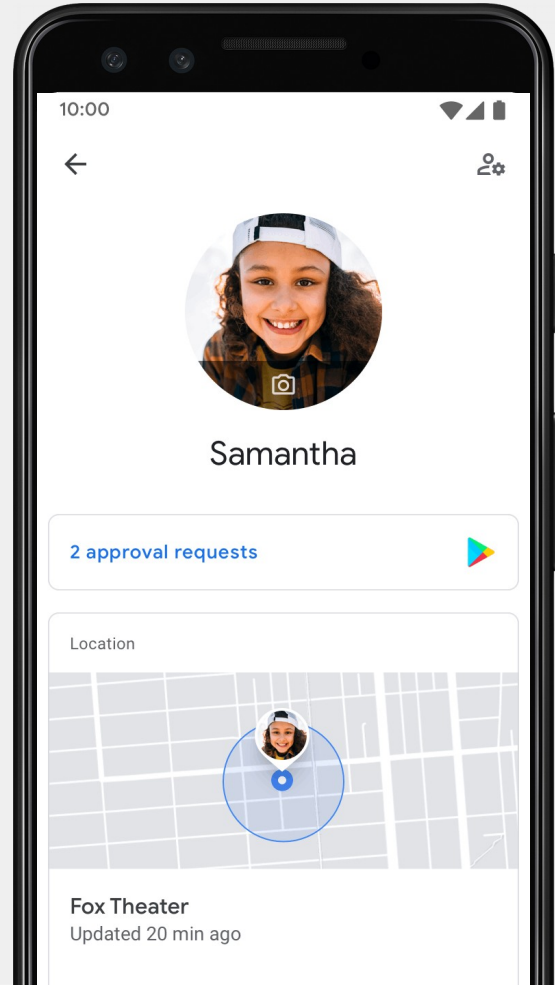 10:00
Samantha
2 approval requests
Location
Fox Theater
Updated 20 min ago